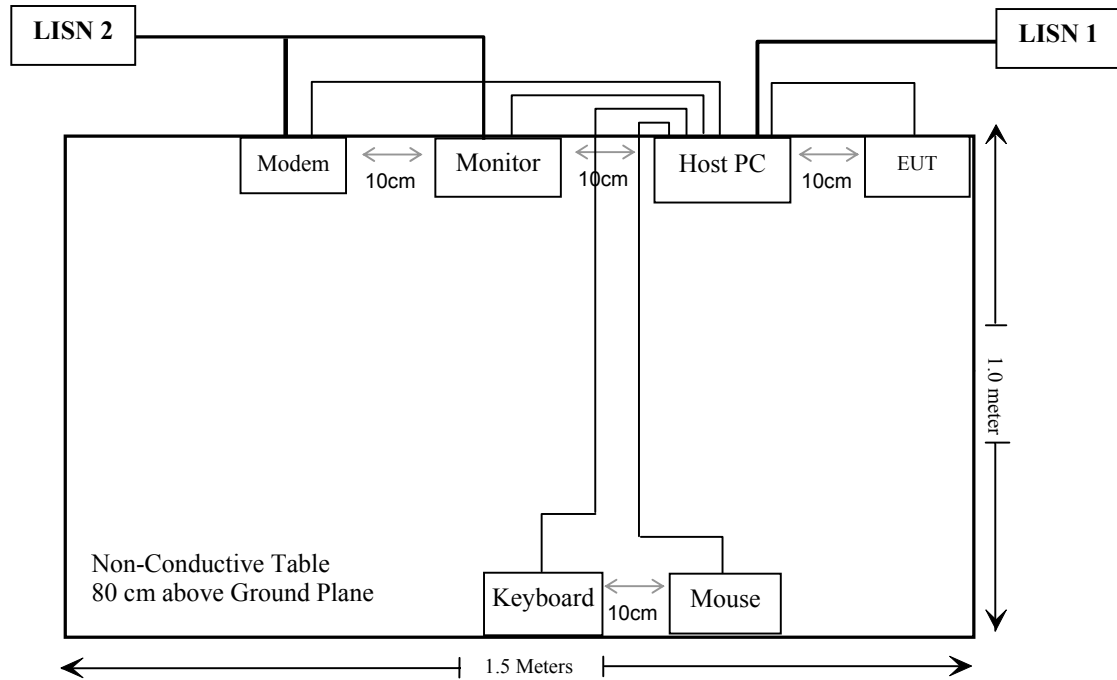 LISN 2
LISN 1
Modem
Monitor
Host PC
EUT
10cm
10cm
10cm
1.0 meter
Non-Conductive Table
80 cm above Ground Plane
Keyboard
Mouse
10cm
1.5 Meters